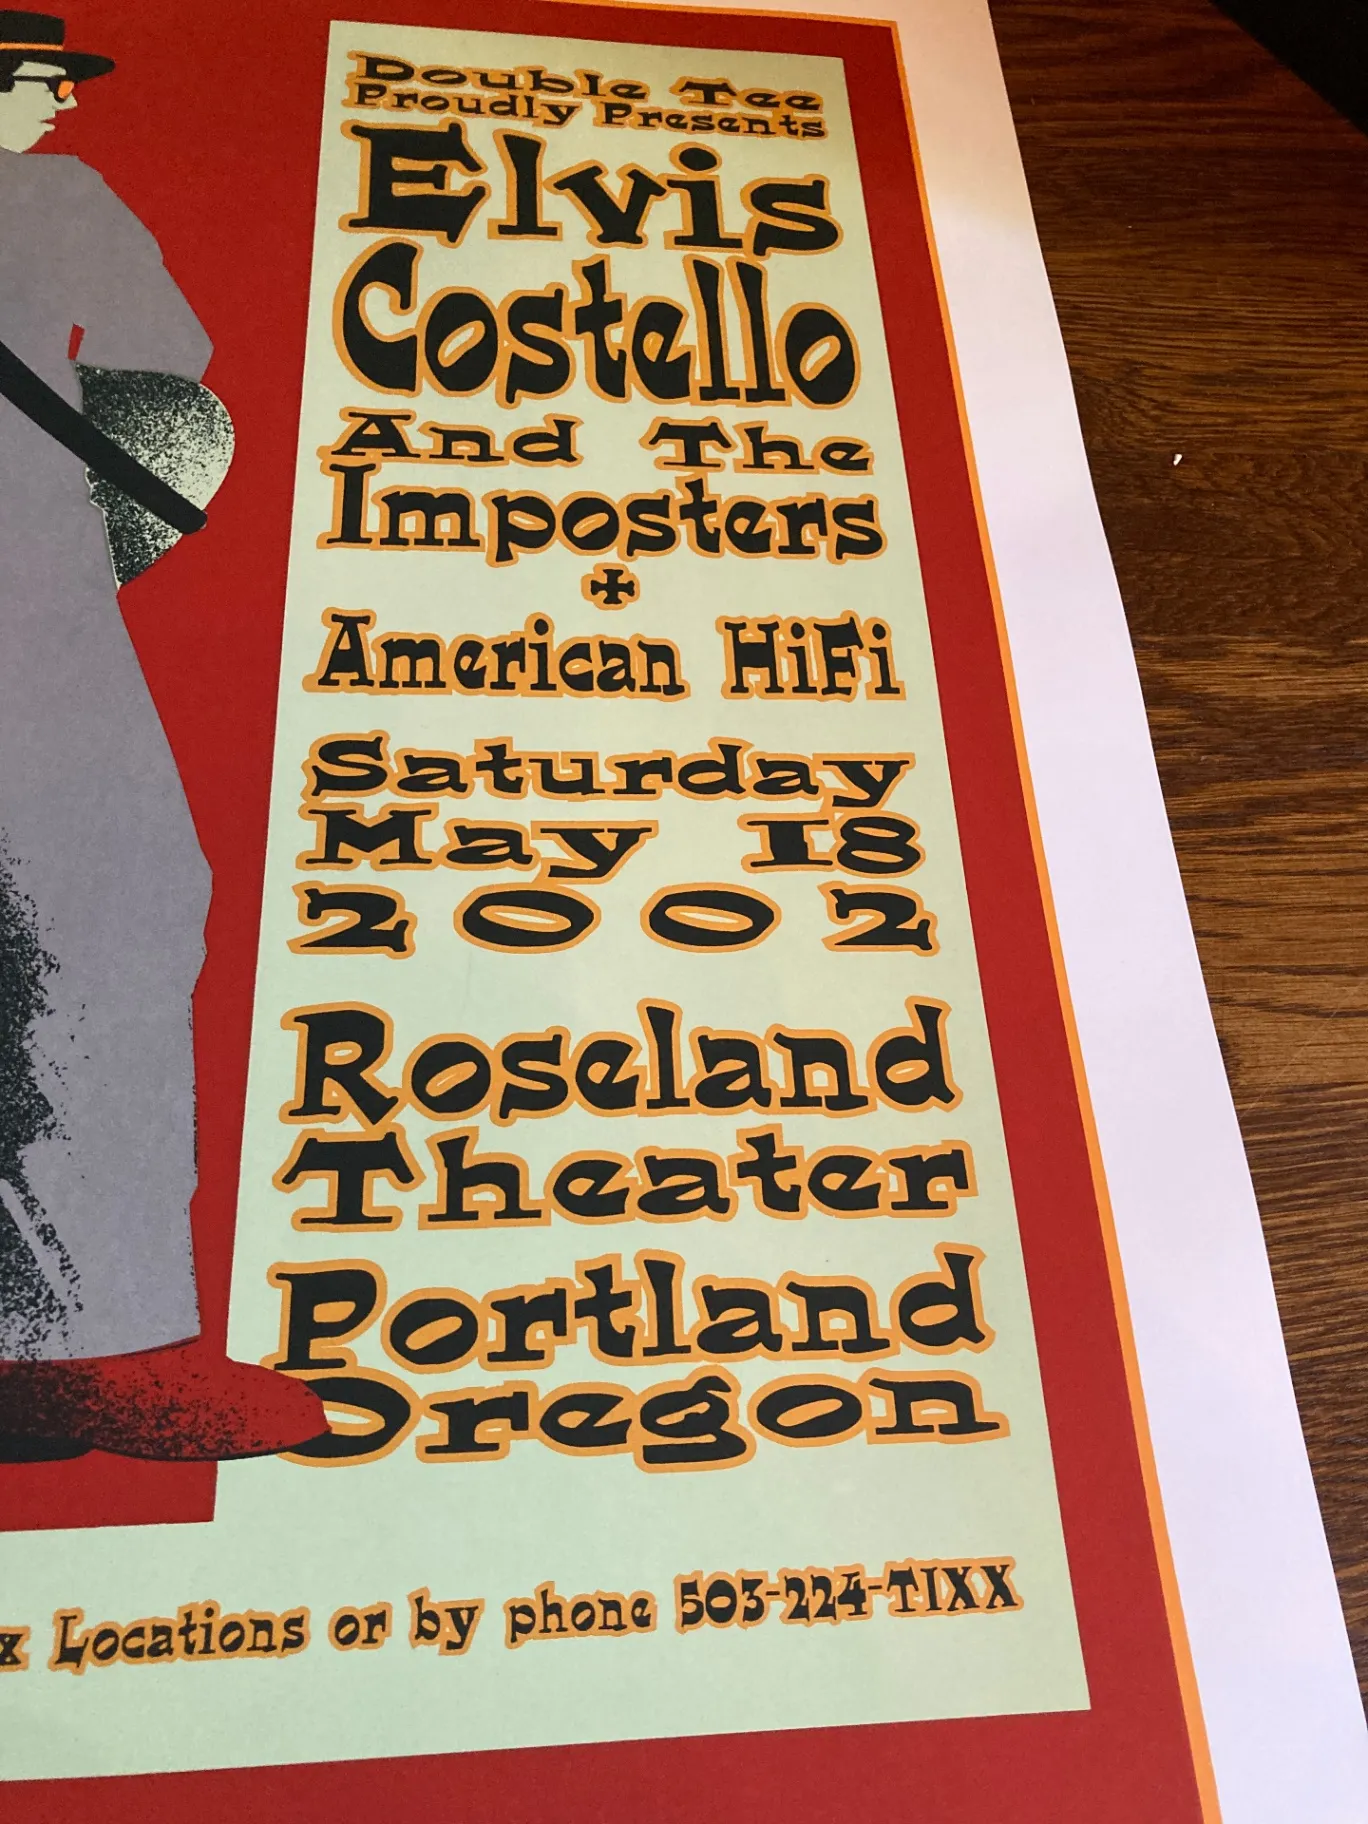 Double Tee
Proudly Presents
Elvis
Costello
And The
Imposters
+
American HiFi
Saturday
May 18
2002
Roseland
Theater
Portland
Oregon
x Locations or by phone 503-224-TIXX